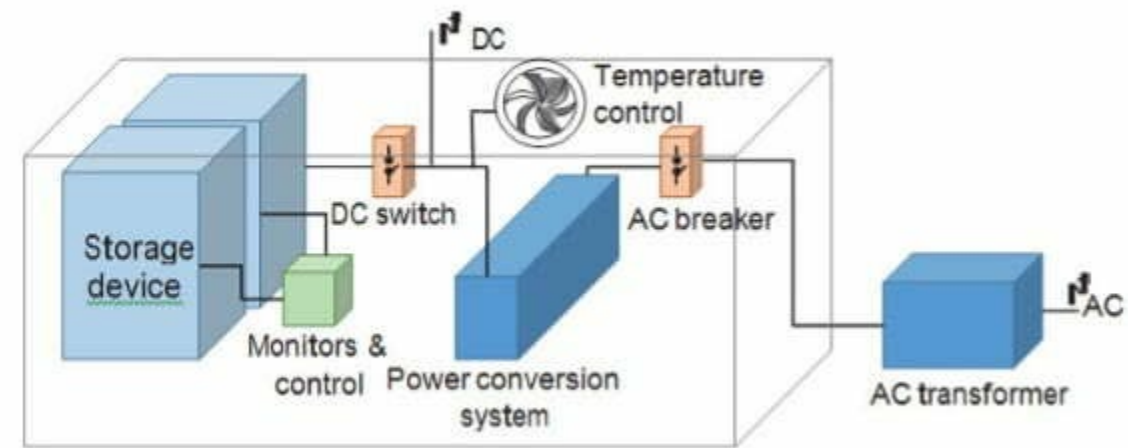 DC
Temperature
control
DC switch
AC breaker
Storage
device
Monitors &
control
Power conversion
system
AC
AC transformer